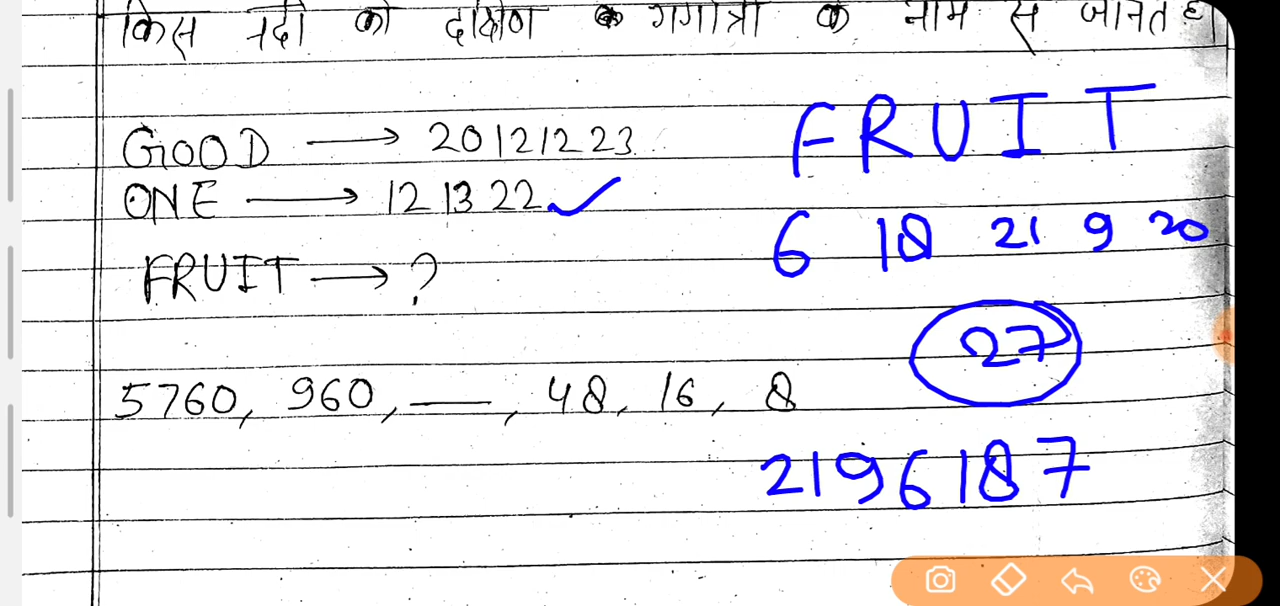 किस नदी को दक्षिण के गंगोत्री के नाम से जानते है।
GOOD → 20121223
ONE → 121322 ✓
FRUIT → ?
5760, 960, —, 48, 16, 8
FRUIT
6 18 21 9 20
27
2196187